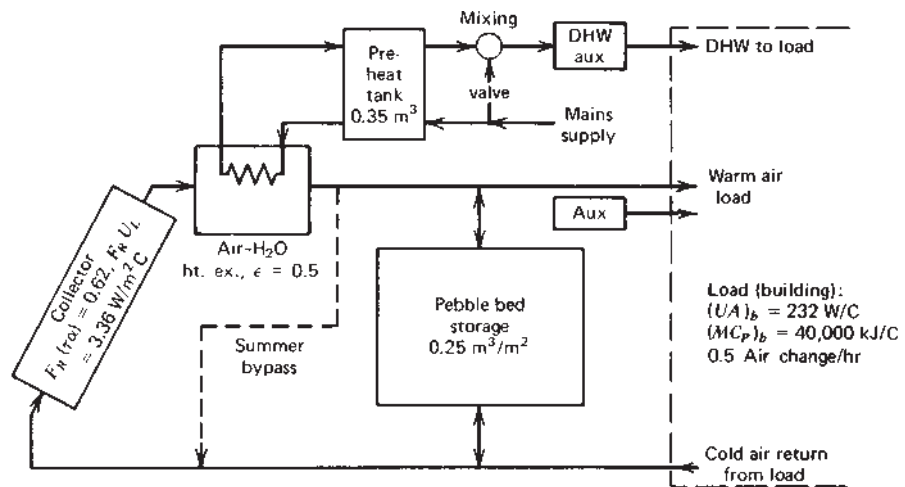 Mixing
Pre-
heat
tank
0.35 m³
DHW
aux
DHW to load
valve
Mains
supply
Warm air
load
Aux
Air-H₂O
ht. ex., ϵ = 0.5
Collector
F_R (τα) = 0.62, F_R U_L
= 3.36 W/m² C
Summer
bypass
Pebble bed
storage
0.25 m³/m²
Load (building):
(UA)_b = 232 W/C
(MC_P)_b = 40,000 kJ/C
0.5 Air change/hr
Cold air return
from load